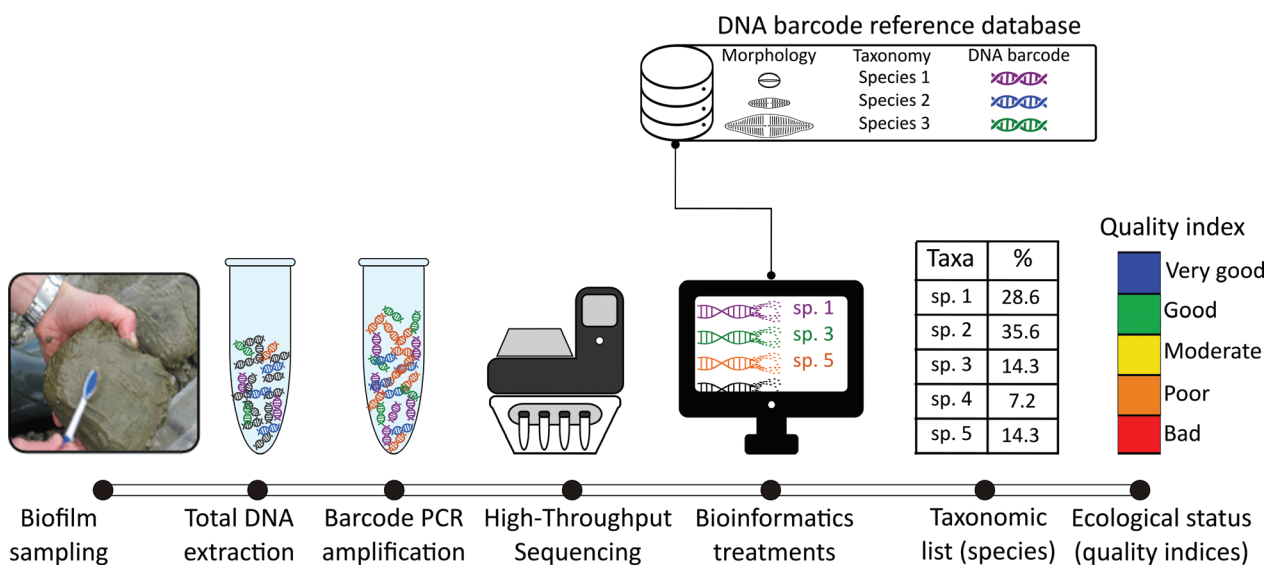 DNA barcode reference database
Morphology Taxonomy DNA barcode
Species 1
Species 2
Species 3
sp. 1
sp. 3
sp. 5
Taxa %
sp. 1 28.6
sp. 2 35.6
sp. 3 14.3
sp. 4 7.2
sp. 5 14.3
Quality index
Very good
Good
Moderate
Poor
Bad
Biofilm
sampling
Total DNA
extraction
Barcode PCR
amplification
High-Throughput
Sequencing
Bioinformatics
treatments
Taxonomic
list (species)
Ecological status
(quality indices)